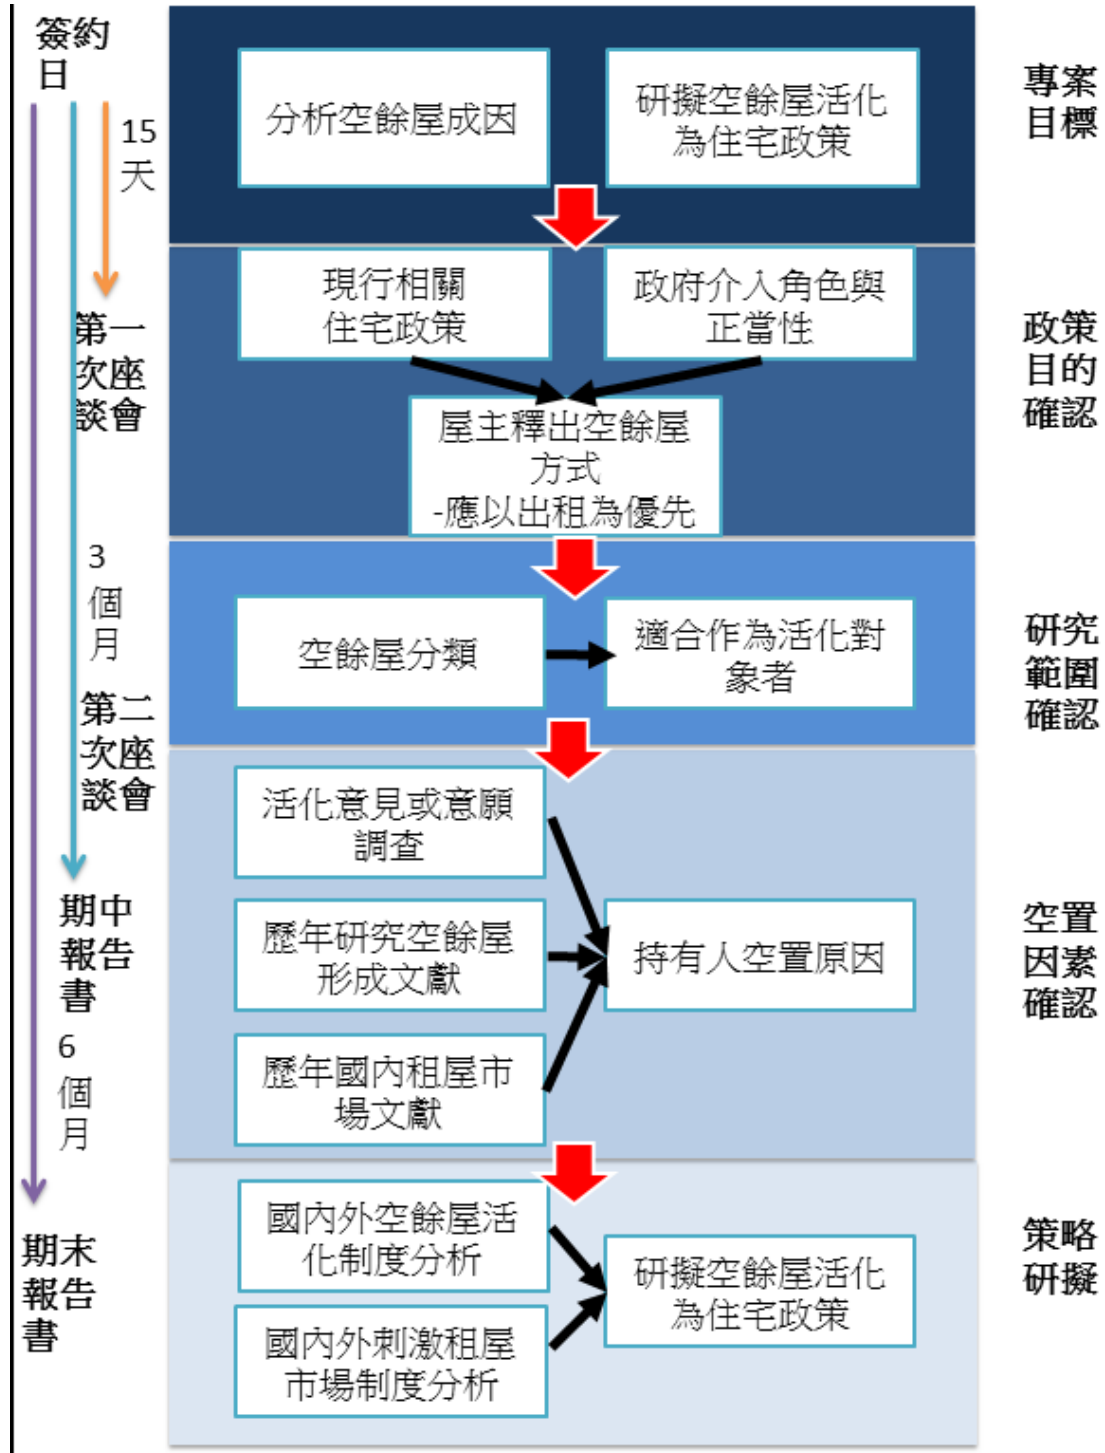 簽約
日
15
天
第一
次座
談會
3
個
月
第二
次座
談會
期中
報告
書
6
個
月
期末
報告
書
分析空餘屋成因
研擬空餘屋活化
為住宅政策
專案
目標
現行相關
住宅政策
政府介入角色與
正當性
屋主釋出空餘屋
方式
-應以出租為優先
政策
目的
確認
空餘屋分類
適合作為活化對
象者
研究
範圍
確認
活化意見或意願
調查
歷年研究空餘屋
形成文獻
歷年國內租屋市
場文獻
持有人空置原因
空置
因素
確認
國內外空餘屋活
化制度分析
國內外刺激租屋
市場制度分析
研擬空餘屋活化
為住宅政策
策略
研擬